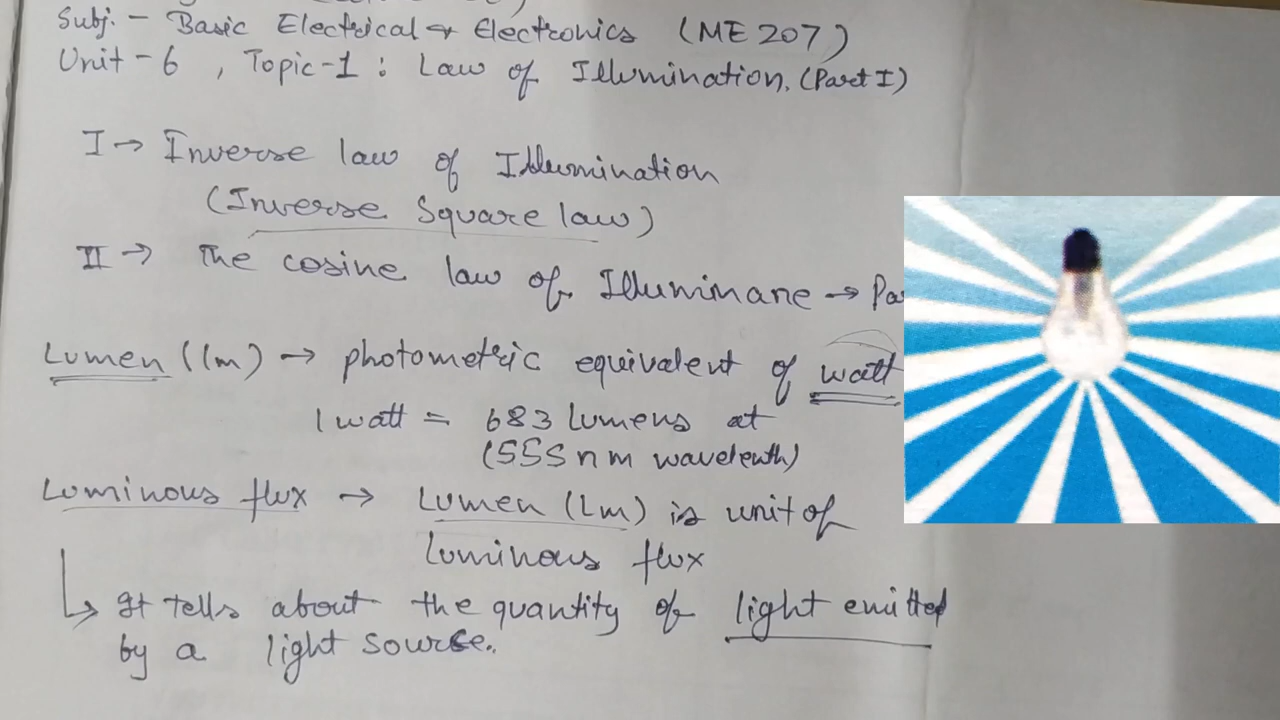 Subj. - Basic Electrical & Electronics (ME 207)
Unit - 6 , Topic-1 : Law of Illumination. (Part I)
I → Inverse law of Illumination
(Inverse Square law)
II → The cosine law of Illuminane → Pa
Lumen (lm) → photometric equivalent of watt
1 watt = 683 Lumens at
(555 n m wavelenth)
Luminous flux → Lumen (Lm) is unit of
luminous flux
↳ It tells about the quantity of light emitted
by a light source.